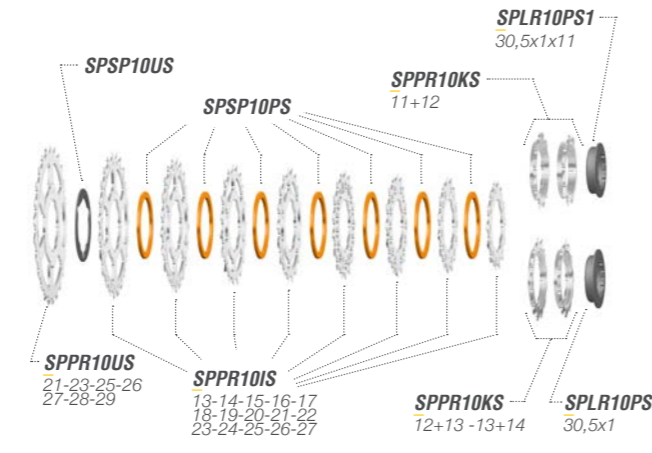 SPLR10PS1
30,5x1x11
SPSP10US
SPPR10KS
11+12
SPSP10PS
SPPR10US
21-23-25-26
27-28-29
SPPR10IS
13-14-15-16-17
18-19-20-21-22
23-24-25-26-27
SPPR10KS
12+13 -13+14
SPLR10PS
30,5x1